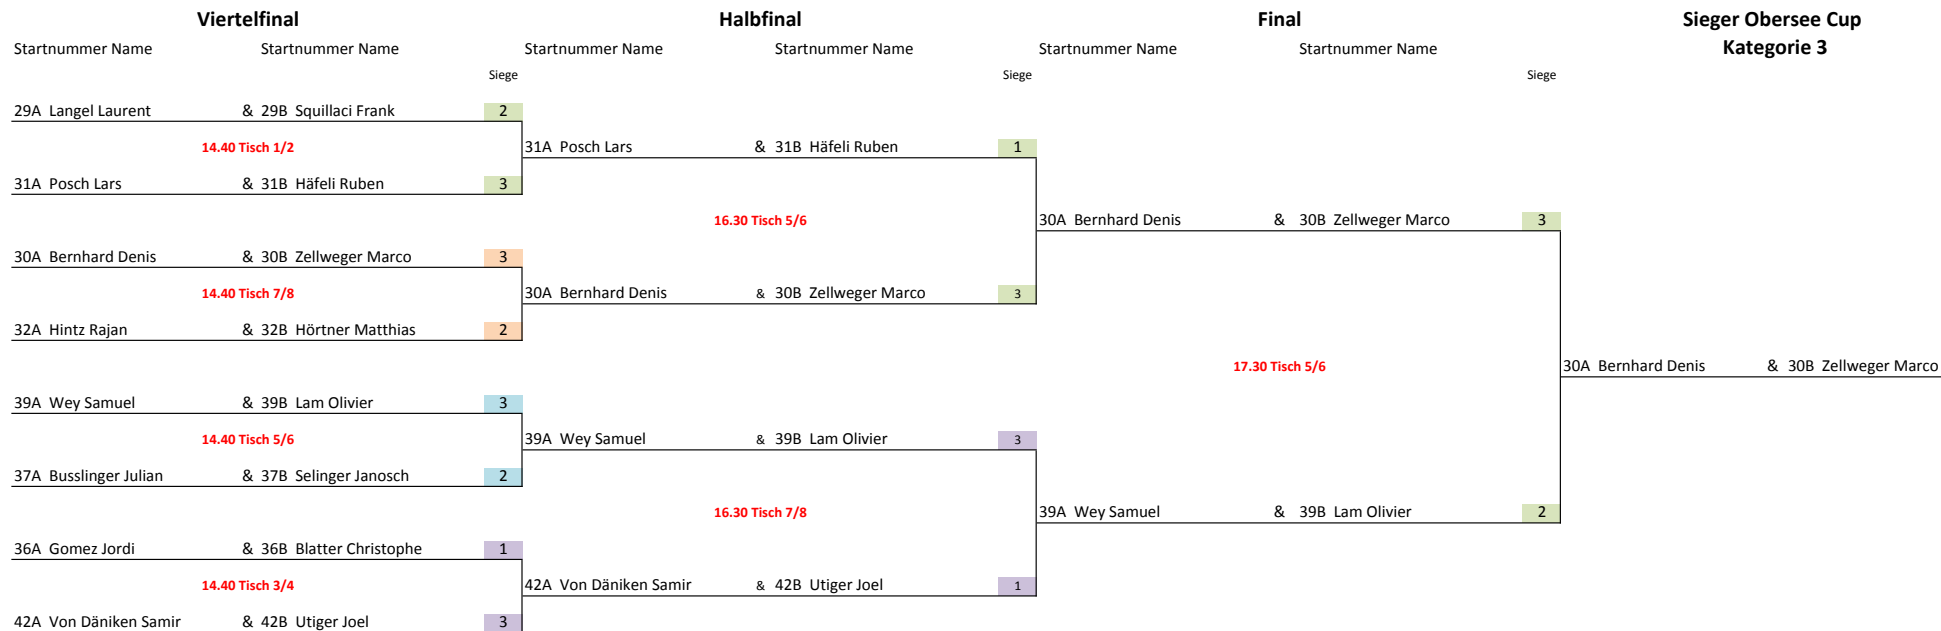 Viertelfinal Halbfinal Final Sieger Obersee Cup
Startnummer Name Startnummer Name Startnummer Name Startnummer Name Startnummer Name Startnummer Name Kategorie 3
Siege Siege Siege
29A Langel Laurent & 29B Squillaci Frank 2
14.40 Tisch 1/2 31A Posch Lars & 31B Häfeli Ruben 1
31A Posch Lars & 31B Häfeli Ruben 3
16.30 Tisch 5/6 30A Bernhard Denis & 30B Zellweger Marco 3
30A Bernhard Denis & 30B Zellweger Marco 3
14.40 Tisch 7/8 30A Bernhard Denis & 30B Zellweger Marco 3
32A Hintz Rajan & 32B Hörtner Matthias 2
17.30 Tisch 5/6 30A Bernhard Denis & 30B Zellweger Marco
39A Wey Samuel & 39B Lam Olivier 3
14.40 Tisch 5/6 39A Wey Samuel & 39B Lam Olivier 3
37A Busslinger Julian & 37B Selinger Janosch 2
16.30 Tisch 7/8 39A Wey Samuel & 39B Lam Olivier 2
36A Gomez Jordi & 36B Blatter Christophe 1
14.40 Tisch 3/4 42A Von Däniken Samir & 42B Utiger Joel 1
42A Von Däniken Samir & 42B Utiger Joel 3